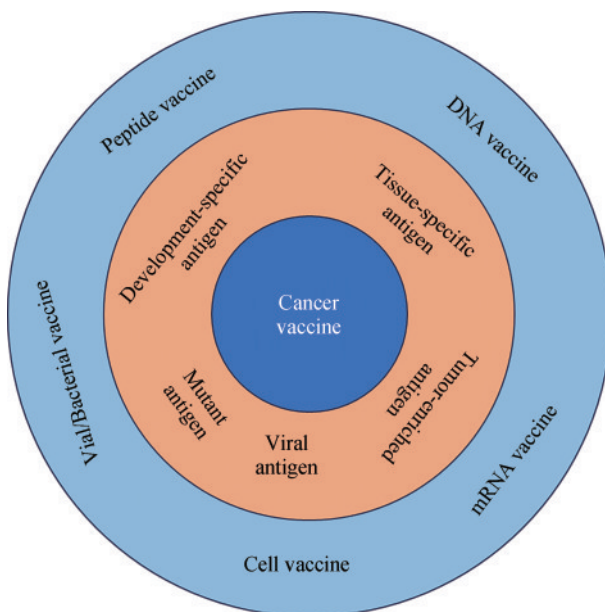 Peptide vaccine
DNA vaccine
Development-specific
antigen
Tissue-specific
antigen
Cancer
vaccine
Vial/Bacterial vaccine
Mutant
antigen
Viral
antigen
Tumor-enriched
antigen
mRNA vaccine
Cell vaccine